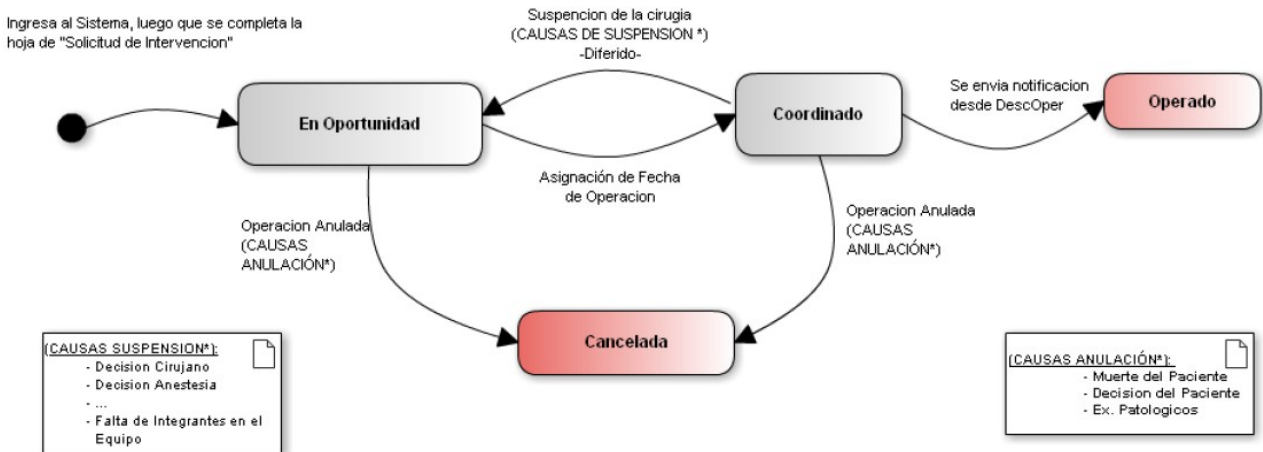 Ingresa al Sistema, luego que se completa la
hoja de "Solicitud de Intervencion"
Suspencion de la cirugia
(CAUSAS DE SUSPENSION *)
-Diferido-
En Oportunidad
Coordinado
Se envia notificacion
desde DescOper
Operado
Asignación de Fecha
de Operacion
Operacion Anulada
(CAUSAS
ANULACIÓN*)
Operacion Anulada
(CAUSAS
ANULACIÓN*)
Cancelada
(CAUSAS SUSPENSION*):
- Decision Cirujano
- Decision Anestesia
- ...
- Falta de Integrantes en el
Equipo
(CAUSAS ANULACIÓN*):
- Muerte del Paciente
- Decision del Paciente
- Ex. Patologicos